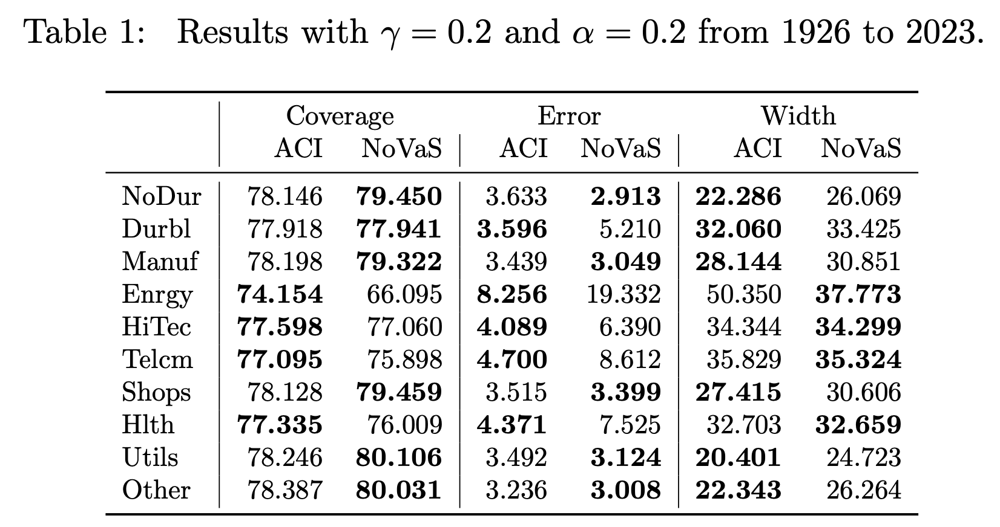 Table 1: Results with γ = 0.2 and α = 0.2 from 1926 to 2023.
Coverage Error Width
ACI NoVaS ACI NoVaS ACI NoVaS
NoDur 78.146 79.450 3.633 2.913 22.286 26.069
Durbl 77.918 77.941 3.596 5.210 32.060 33.425
Manuf 78.198 79.322 3.439 3.049 28.144 30.851
Enrgy 74.154 66.095 8.256 19.332 50.350 37.773
HiTec 77.598 77.060 4.089 6.390 34.344 34.299
Telcm 77.095 75.898 4.700 8.612 35.829 35.324
Shops 78.128 79.459 3.515 3.399 27.415 30.606
Hlth 77.335 76.009 4.371 7.525 32.703 32.659
Utils 78.246 80.106 3.492 3.124 20.401 24.723
Other 78.387 80.031 3.236 3.008 22.343 26.264